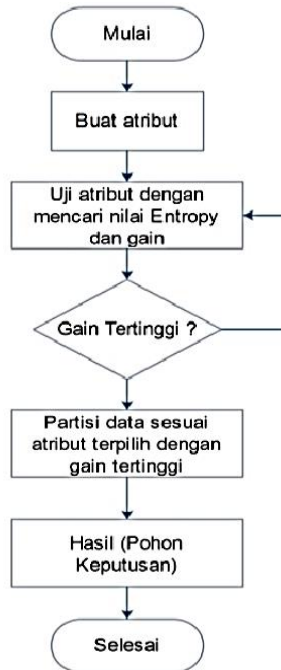 Mulai
Buat atribut
Uji atribut dengan
mencari nilai Entropy
dan gain
Gain Tertinggi ?
Partisi data sesuai
atribut terpilih dengan
gain tertinggi
Hasil (Pohon
Keputusan)
Selesai